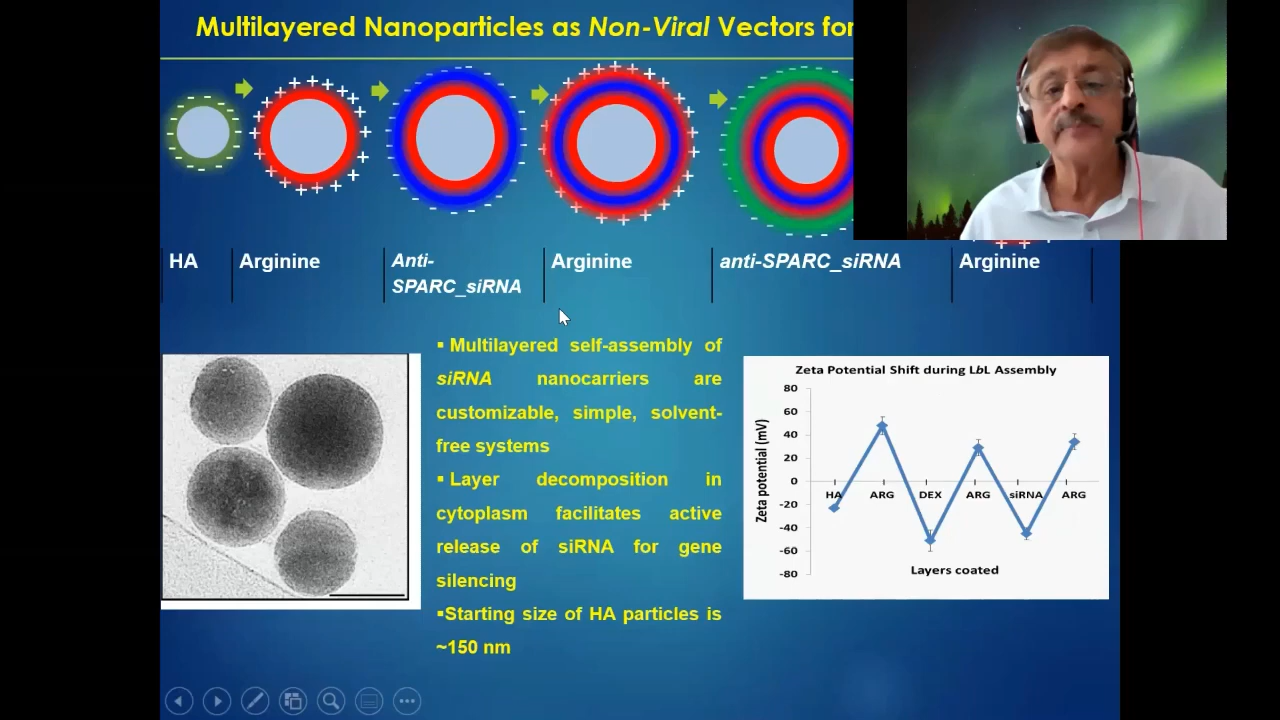 Multilayered Nanoparticles as Non-Viral Vectors for
HA
Arginine
Anti-
SPARC_siRNA
Arginine
anti-SPARC_siRNA
Arginine
▪ Multilayered self-assembly of
siRNA nanocarriers are
customizable, simple, solvent-
free systems
▪ Layer decomposition in
cytoplasm facilitates active
release of siRNA for gene
silencing
▪Starting size of HA particles is
~150 nm
Zeta Potential Shift during LbL Assembly
Zeta potential (mV)
80
60
40
20
0
-20
-40
-60
-80
HA ARG DEX ARG siRNA ARG
Layers coated